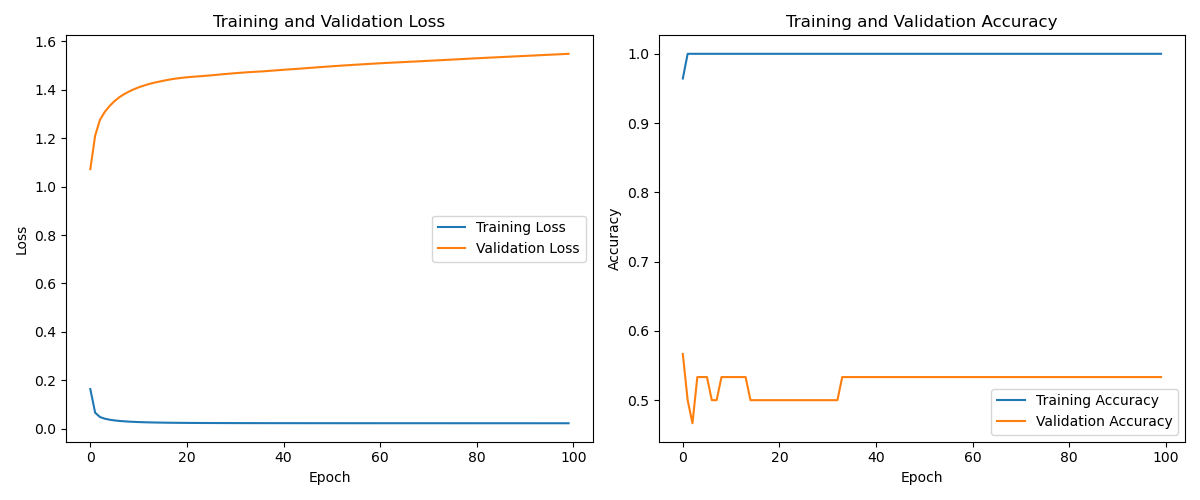 Training and Validation Loss
1.6
1.4
1.2
1.0
0.8
0.6
0.4
0.2
0.0
Loss
0 20 40 60 80 100
Epoch
Training Loss
Validation Loss
Training and Validation Accuracy
1.0
0.9
0.8
0.7
0.6
0.5
Accuracy
0 20 40 60 80 100
Epoch
Training Accuracy
Validation Accuracy